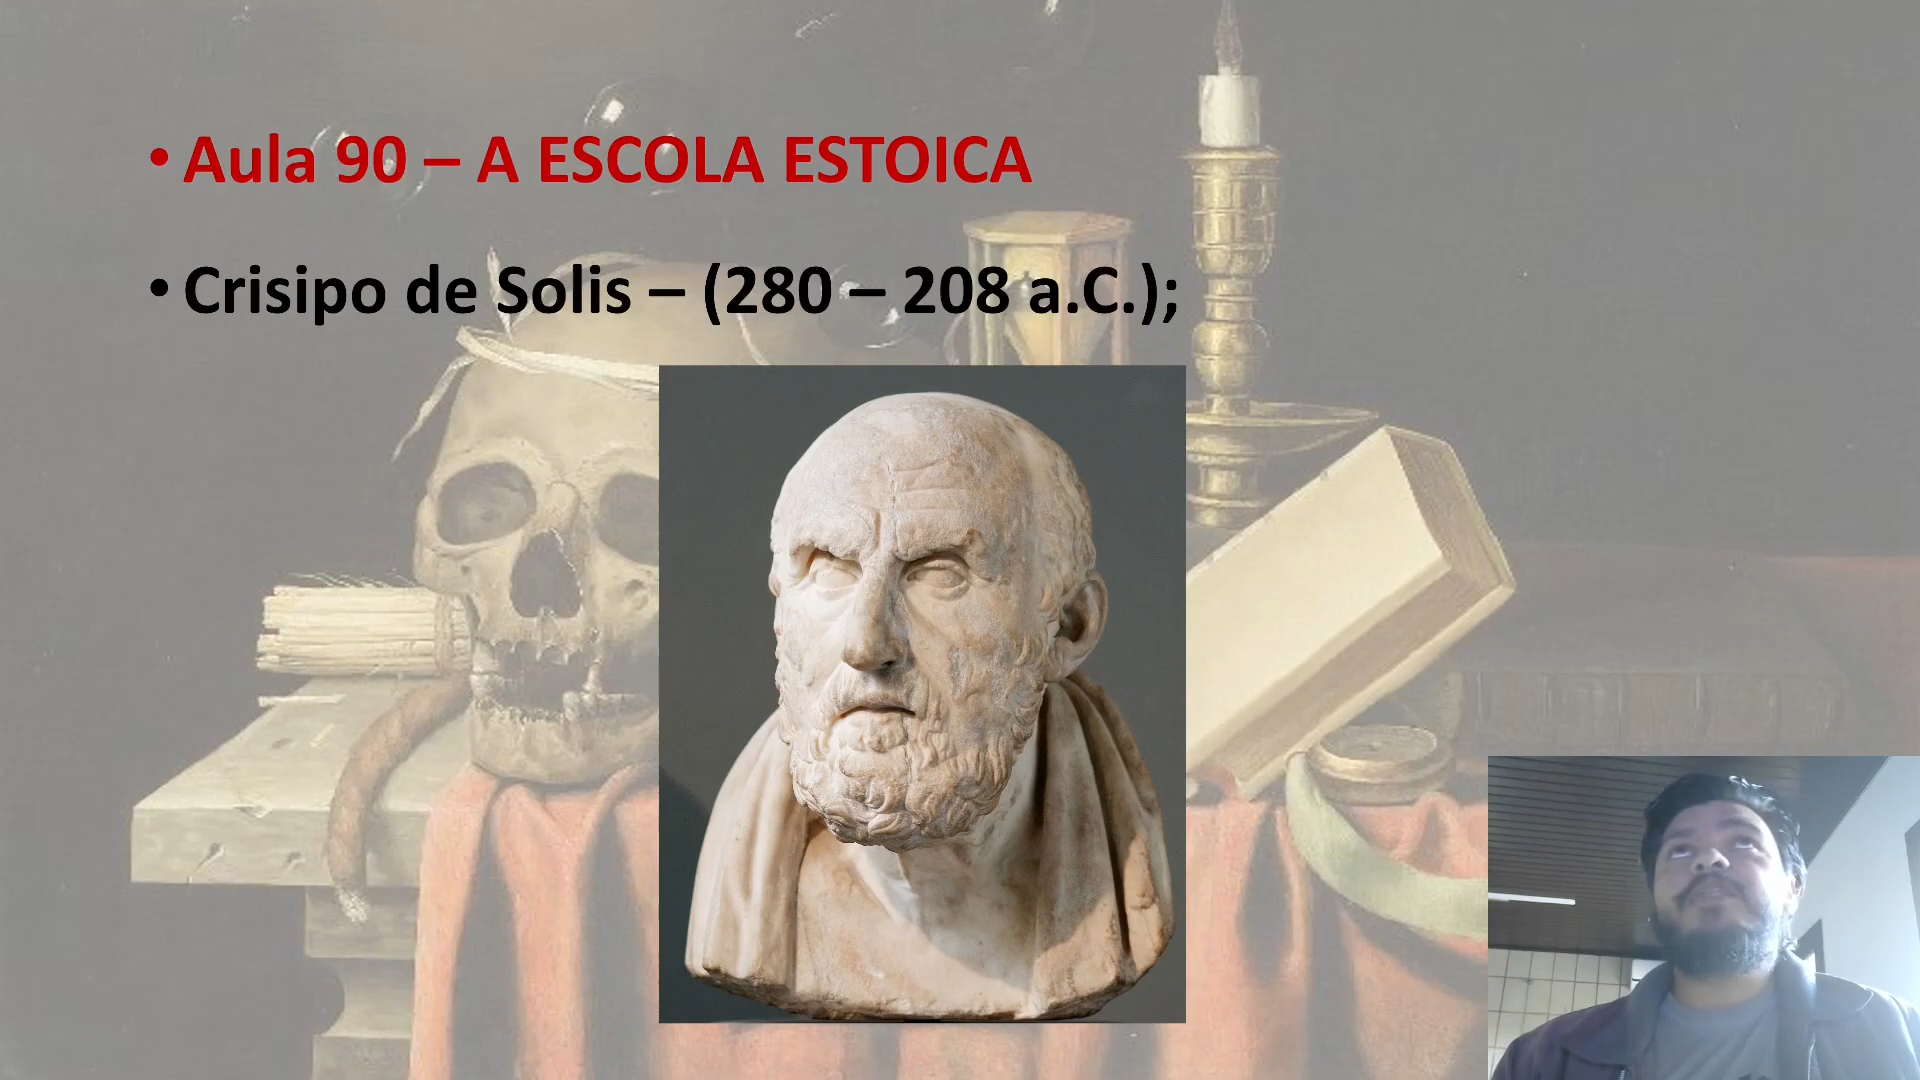 • Aula 90 – A ESCOLA ESTOICA
• Crisipo de Solis – (280 – 208 a.C.);